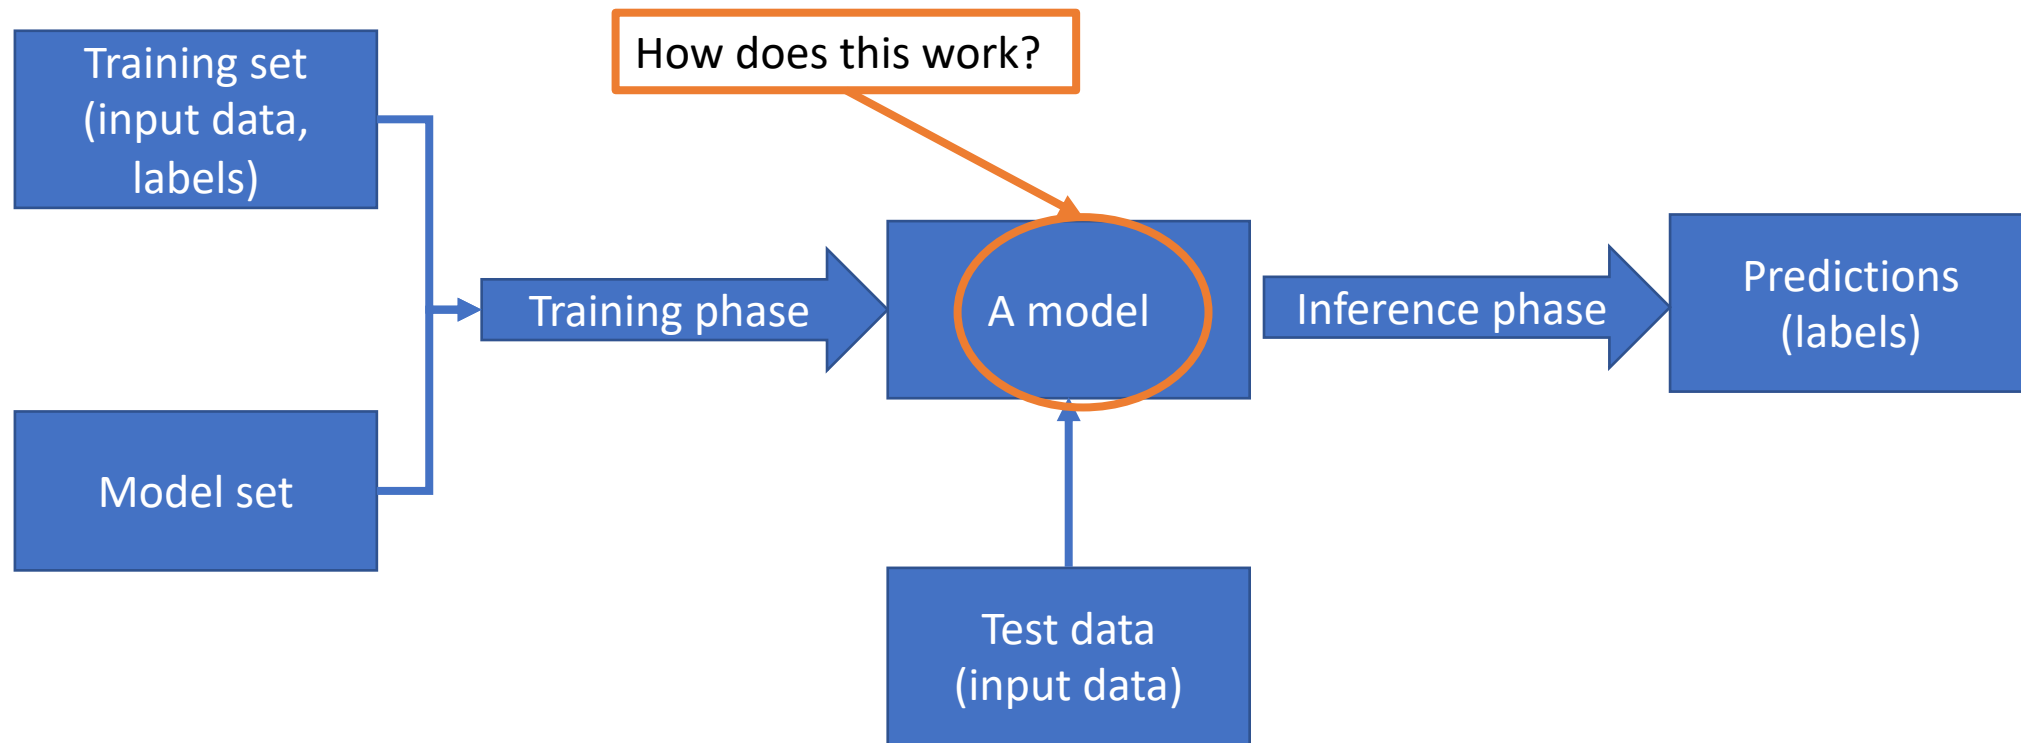 Training set
(input data,
labels)
How does this work?
Training phase
A model
Inference phase
Predictions
(labels)
Model set
Test data
(input data)